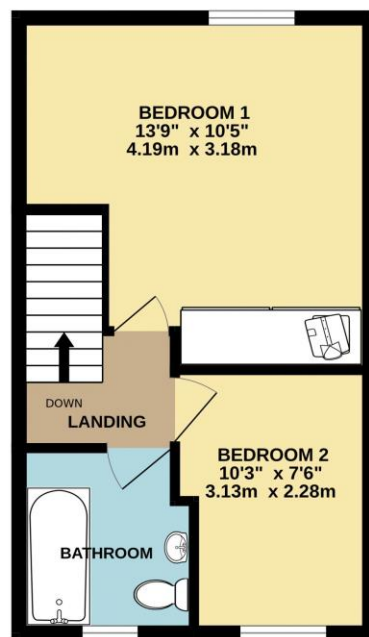 BEDROOM 1
13'9" x 10'5"
4.19m x 3.18m
DOWN
LANDING
BEDROOM 2
10'3" x 7'6"
3.13m x 2.28m
BATHROOM